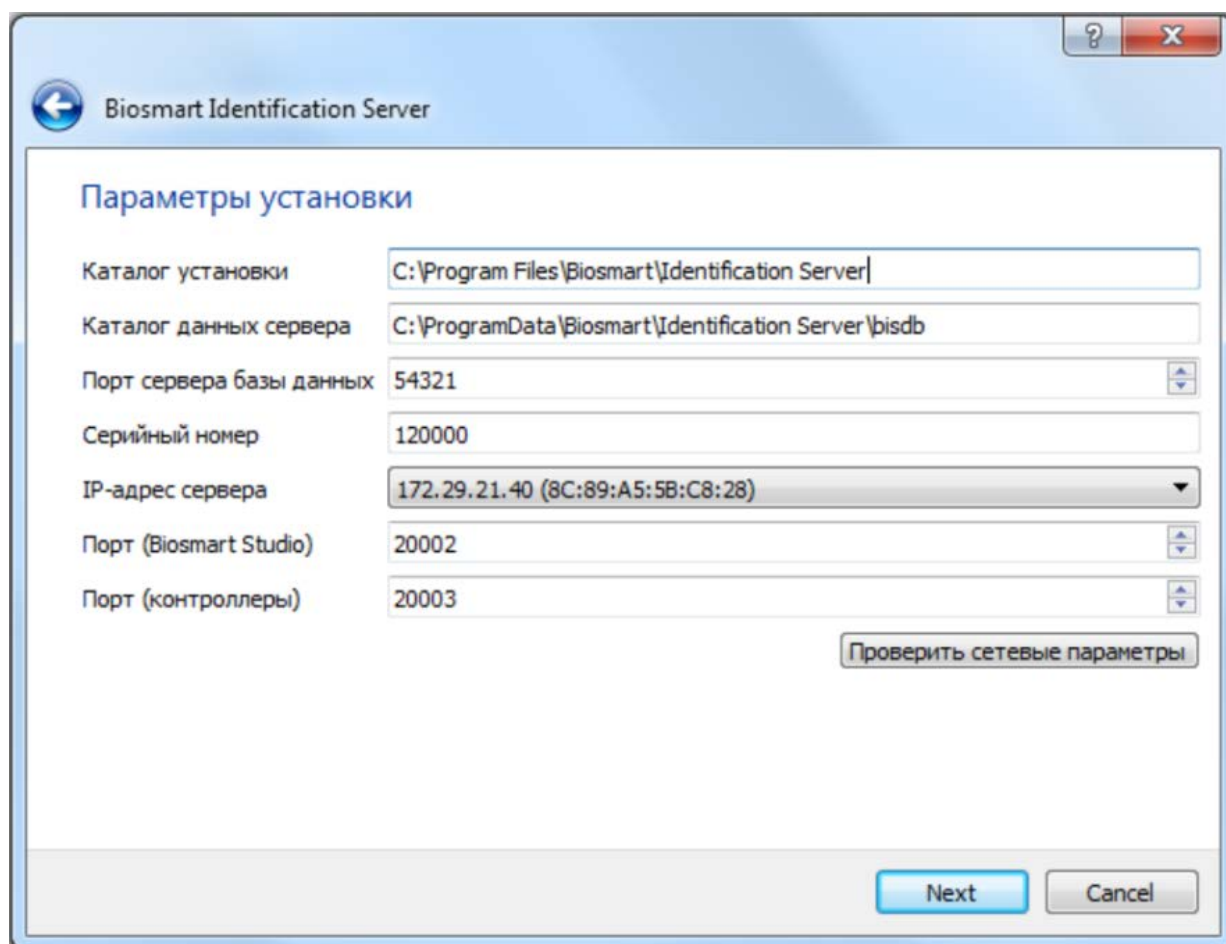 ?
Biosmart Identification Server
Параметры установки
Каталог установки C:\Program Files\Biosmart\Identification Server
Каталог данных сервера C:\ProgramData\Biosmart\Identification Server\bisdb
Порт сервера базы данных 54321
Серийный номер 120000
IP-адрес сервера 172.29.21.40 (8C:89:A5:5B:C8:28)
Порт (Biosmart Studio) 20002
Порт (контроллеры) 20003
Проверить сетевые параметры
Next Cancel